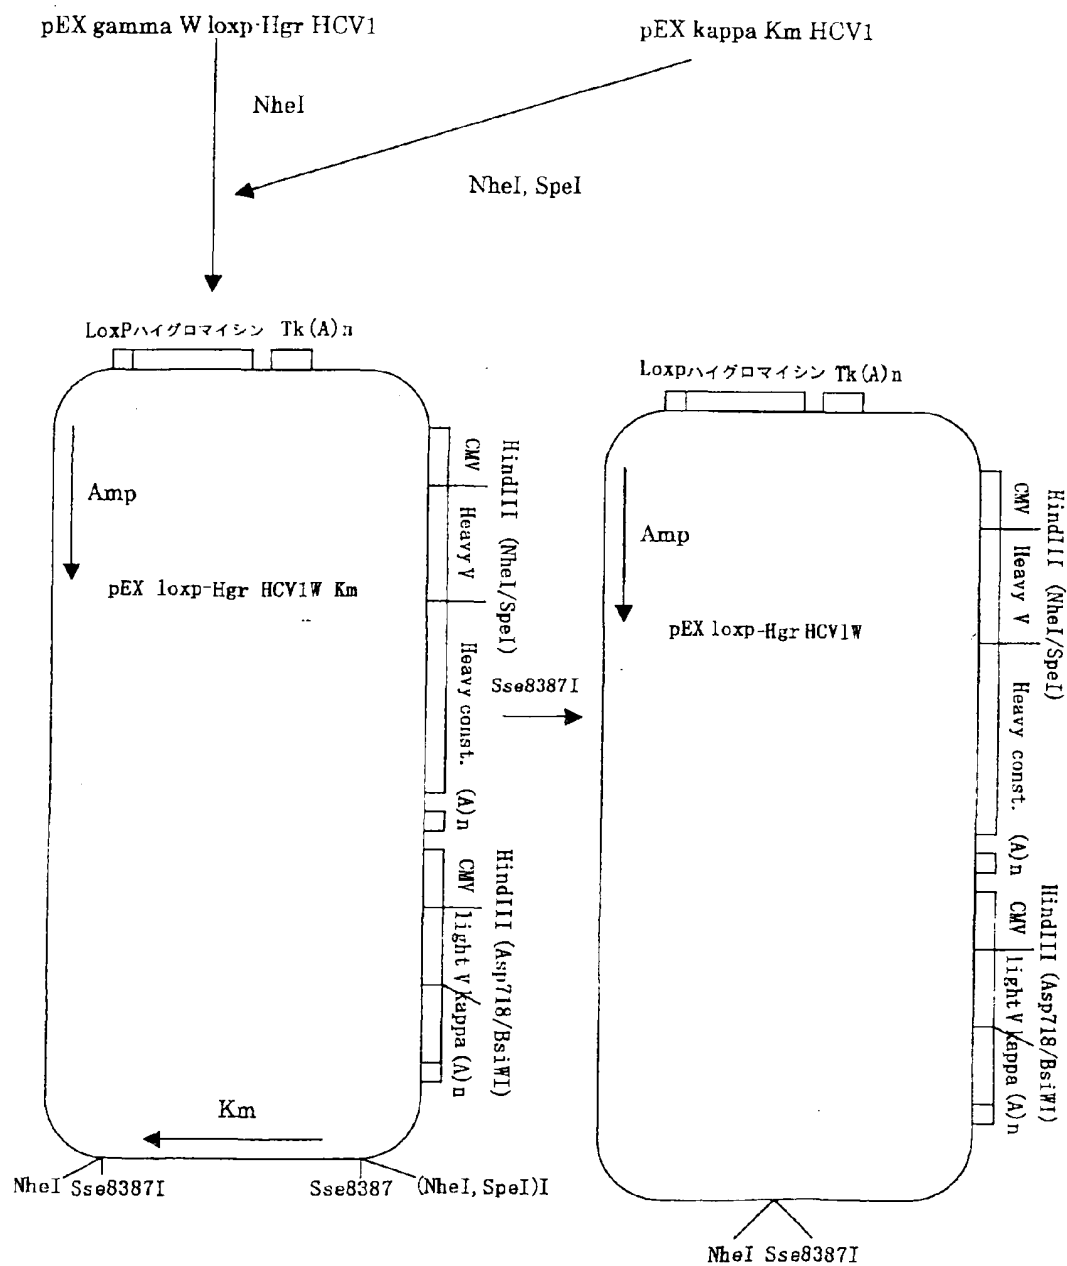 pEX gamma W loxp-Hgr HCV1
pEX kappa Km HCV1
NheI
NheI, SpeI
LoxPハイグロマイシン Tk(A)n
Amp
pEX loxp-Hgr HCV1W Km
CMV
Heavy V
Heavy const.
(A)n
HindIII (NheI/SpeI)
CMV
light V
kappa (A)n
HindIII (Asp718/BsiWI)
Km
NheI Sse8387I
Sse8387 (NheI, SpeI)I
Sse8387I
Loxpハイグロマイシン Tk(A)n
Amp
pEX loxp-Hgr HCV1W
CMV
Heavy V
Heavy const.
(A)n
HindIII (NheI/SpeI)
CMV
light V
kappa (A)n
HindIII (Asp718/BsiWI)
NheI Sse8387I